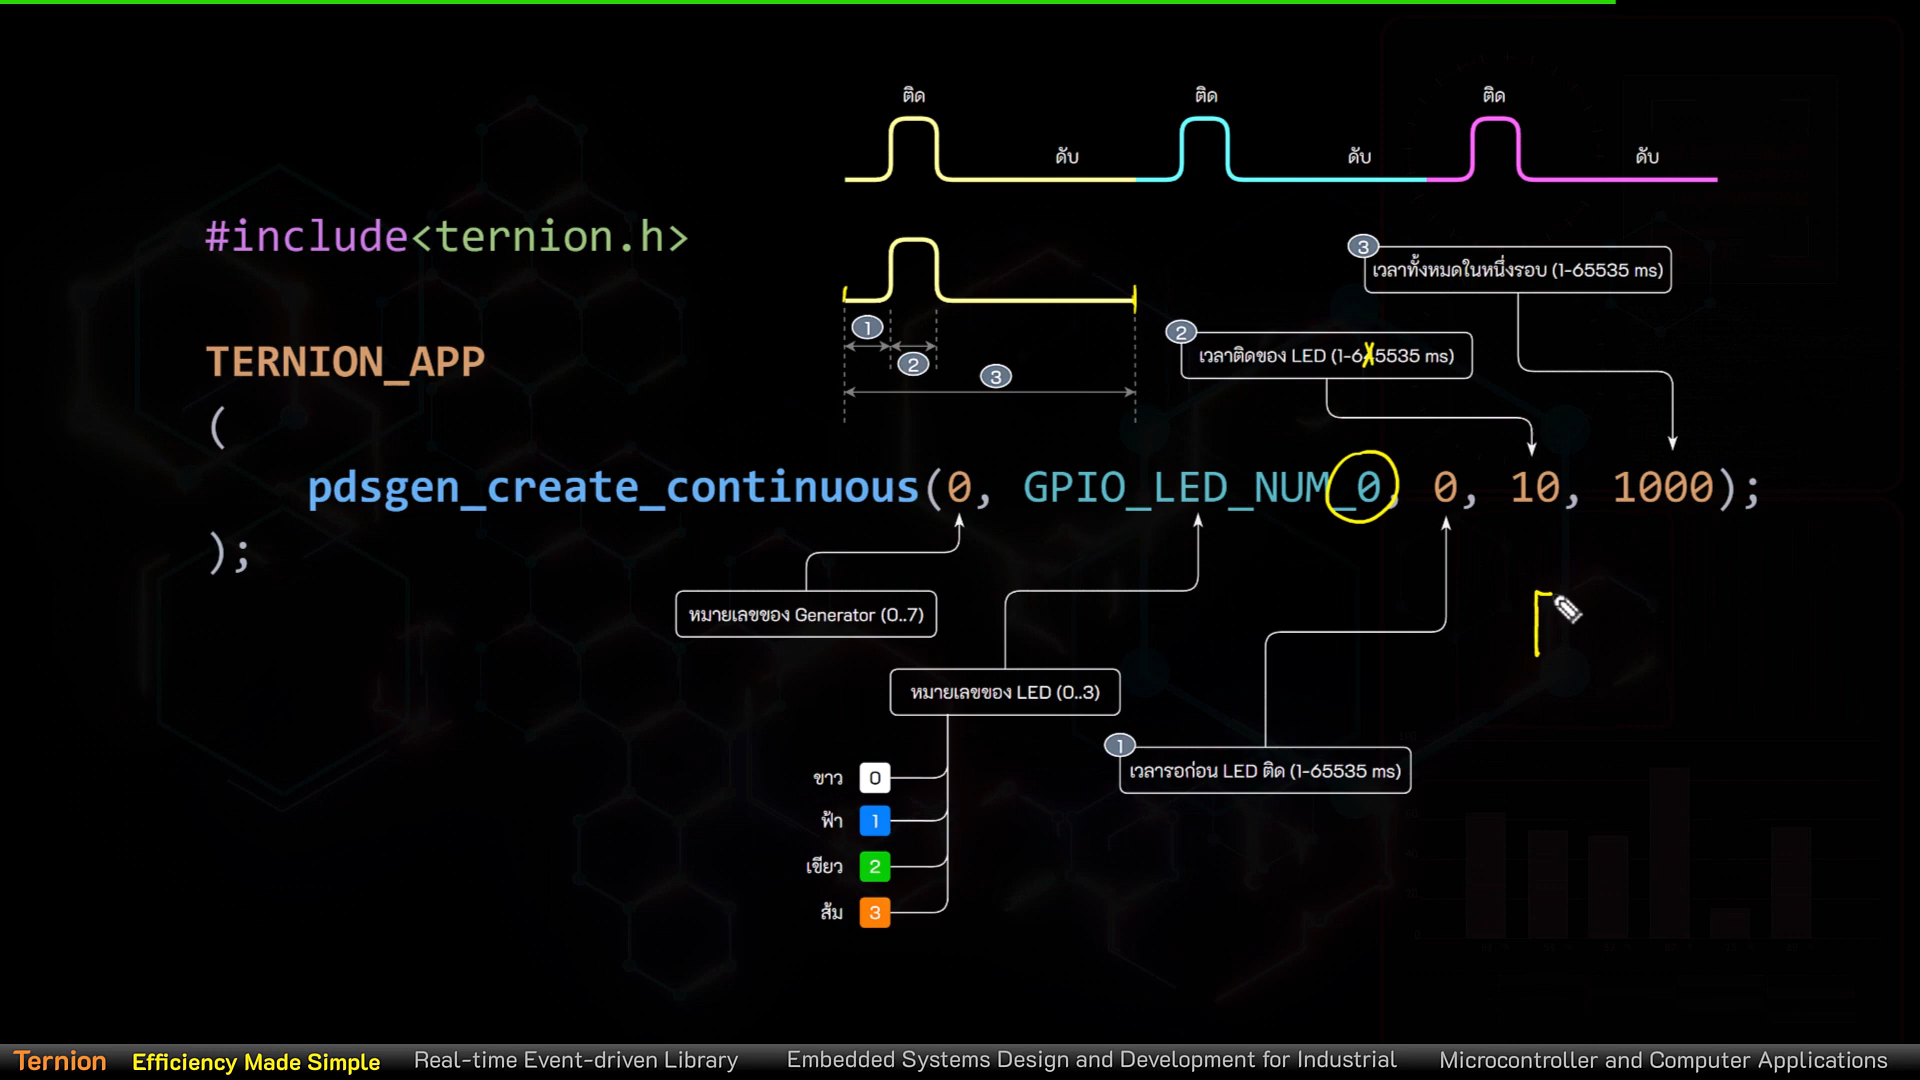 ติด ติด ติด
ดับ ดับ ดับ
#include<ternion.h>
3
เวลาทั้งหมดในหนึ่งรอบ (1-65535 ms)
1
2
เวลาติดของ LED (1-645535 ms)
2
3
TERNION_APP
(
pdsgen_create_continuous(0, GPIO_LED_NUM_0, 0, 10, 1000);
);
หมายเลขของ Generator (0..7)
หมายเลขของ LED (0..3)
1
เวลารอก่อน LED ติด (1-65535 ms)
ขาว 0
ฟ้า 1
เขียว 2
ส้ม 3
Ternion Efficiency Made Simple Real-time Event-driven Library Embedded Systems Design and Development for Industrial Microcontroller and Computer Applications